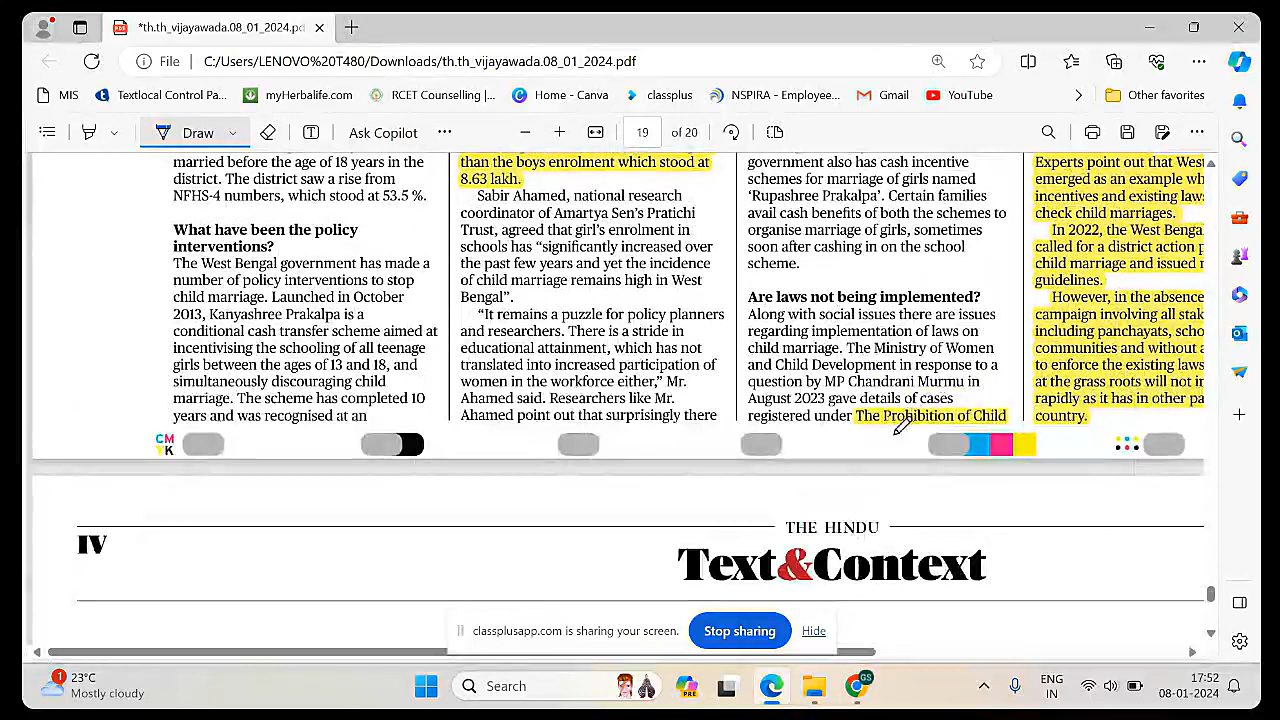 *th.th_vijayawada.08_01_2024.pd
File
C:/Users/LENOVO%20T480/Downloads/th.th_vijayawada.08_01_2024.pdf
MIS
Textlocal Control Pa...
myHerbalife.com
RCET Counselling |...
Home - Canva
classplus
NSPIRA - Employee...
Gmail
YouTube
Other favorites
Draw
Ask Copilot
19
of 20
married before the age of 18 years in the
district. The district saw a rise from
NFHS-4 numbers, which stood at 53.5 %.
What have been the policy
interventions?
The West Bengal government has made a
number of policy interventions to stop
child marriage. Launched in October
2013, Kanyashree Prakalpa is a
conditional cash transfer scheme aimed at
incentivising the schooling of all teenage
girls between the ages of 13 and 18, and
simultaneously discouraging child
marriage. The scheme has completed 10
years and was recognised at an
than the boys enrolment which stood at
8.63 lakh.
Sabir Ahamed, national research
coordinator of Amartya Sen's Pratichi
Trust, agreed that girl's enrolment in
schools has "significantly increased over
the past few years and yet the incidence
of child marriage remains high in West
Bengal".
"It remains a puzzle for policy planners
and researchers. There is a stride in
educational attainment, which has not
translated into increased participation of
women in the workforce either," Mr.
Ahamed said. Researchers like Mr.
Ahamed point out that surprisingly there
government also has cash incentive
schemes for marriage of girls named
'Rupashree Prakalpa'. Certain families
avail cash benefits of both the schemes to
organise marriage of girls, sometimes
soon after cashing in on the school
scheme.
Are laws not being implemented?
Along with social issues there are issues
regarding implementation of laws on
child marriage. The Ministry of Women
and Child Development in response to a
question by MP Chandrani Murmu in
August 2023 gave details of cases
registered under The Prohibition of Child
Experts point out that West
emerged as an example wh
incentives and existing law
check child marriages.
In 2022, the West Benga
called for a district action p
child marriage and issued
guidelines.
However, in the absence
campaign involving all stak
including panchayats, scho
communities and without a
to enforce the existing laws
at the grass roots will not in
rapidly as it has in other pa
country.
CM
YK
IV
THE HINDU
Text&Context
classplusapp.com is sharing your screen.
Stop sharing
Hide
1
23°C
Mostly cloudy
Search
PRE
GS
ENG
IN
17:52
08-01-2024